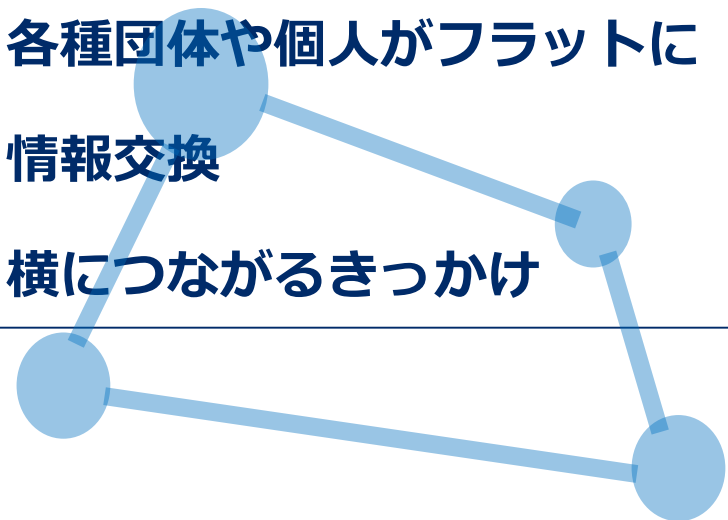 各種団体や個人がフラットに
情報交換
横につながるきっかけ